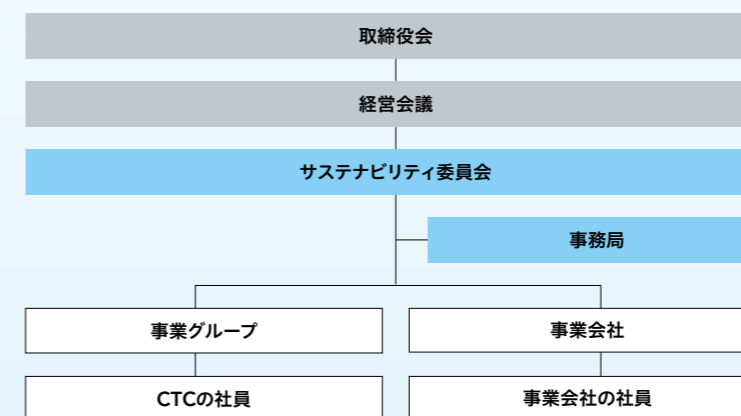 取締役会
経営会議
サステナビリティ委員会
事務局
事業グループ
事業会社
CTCの社員
事業会社の社員